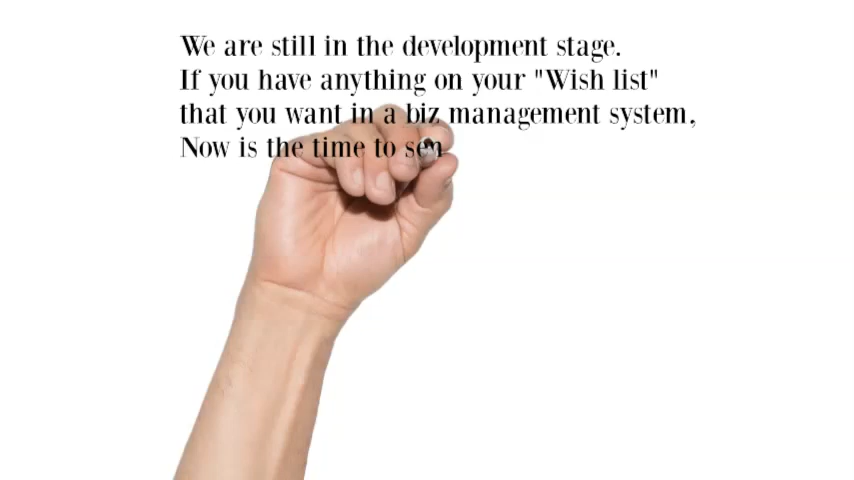 We are still in the development stage.
If you have anything on your "Wish list"
that you want in a biz management system,
Now is the time to sen